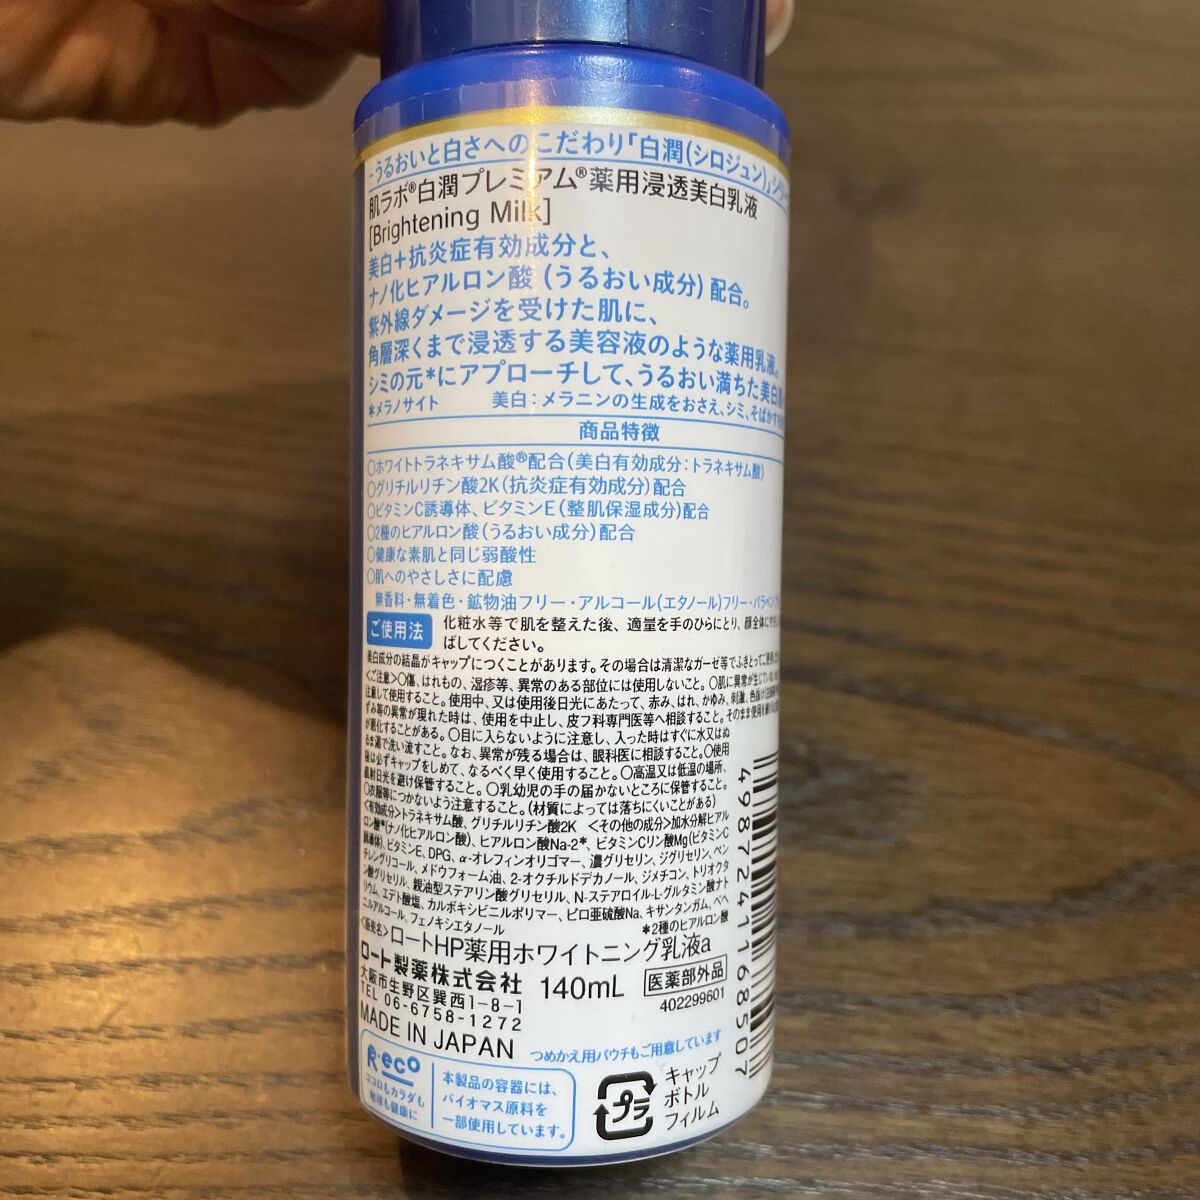 -うるおいと白さへのこだわり「白潤(シロジュン)」シリー
肌ラボ®白潤プレミアム®薬用浸透美白乳液
[Brightening Milk]
美白+抗炎症有効成分と、
ナノ化ヒアルロン酸(うるおい成分)配合。
紫外線ダメージを受けた肌に、
角層深くまで浸透する美容液のような薬用乳液。
シミの元*にアプローチして、うるおい満ちた美白
*メラノサイト 美白:メラニンの生成をおさえ、シミ、そばかす
商品特徴
○ホワイトトラネキサム酸®配合(美白有効成分:トラネキサム酸)
○グリチルリチン酸2K(抗炎症有効成分)配合
○ビタミンC誘導体、ビタミンE(整肌保湿成分)配合
○2種のヒアルロン酸(うるおい成分)配合
○健康な素肌と同じ弱酸性
○肌へのやさしさに配慮
無香料・無着色・鉱物油フリー・アルコール(エタノール)フリー・パラベン
ご使用法 化粧水等で肌を整えた後、適量を手のひらにとり、顔全体に
ばしてください。
美白成分の結晶がキャップにつくことがあります。その場合は清潔なガーゼ等でふきとってご使用
<ご注意>○傷、はれもの、湿疹等、異常のある部位には使用しないこと。○肌に異常が生じていないか
注意して使用すること。使用中、又は使用後日光にあたって、赤み、はれ、かゆみ、刺激、色抜け
ずみ等の異常が現れた時は、使用を中止し、皮フ科専門医等へ相談すること。そのまま使用を続けると
が悪化することがある。○目に入らないように注意し、入った時はすぐに水又はぬ
るま湯で洗い流すこと。なお、異常が残る場合は、眼科医に相談すること。○使用
後は必ずキャップをしめて、なるべく早く使用すること。○高温又は低温の場所、
直射日光を避け保管すること。○乳幼児の手の届かないところに保管すること。
○衣服等につかないよう注意すること。(材質によっては落ちにくいことがある)
<有効成分>トラネキサム酸、グリチルリチン酸2K <その他の成分>加水分解ヒアル
ロン酸*(ナノ化ヒアルロン酸)、ヒアルロン酸Na-2*、ビタミンCリン酸Mg(ビタミンC
誘導体)、ビタミンE、DPG、α-オレフィンオリゴマー、濃グリセリン、ジグリセリン、ペン
チレングリコール、メドウフォーム油、2-オクチルドデカノール、ジメチコン、トリオクタ
ン酸グリセリル、親油型ステアリン酸グリセリル、N-ステアロイル-L-グルタミン酸ナト
リウム、エデト酸塩、カルボキシビニルポリマー、ピロ亜硫酸Na、キサンタンガム、ベヘ
ニルアルコール、フェノキシエタノール *2種のヒアルロン酸
<販売名>ロートHP薬用ホワイトニング乳液a
ロート製薬株式会社 140mL 医薬部外品
大阪市生野区巽西1-8-1 402299601
TEL 06-6758-1272
MADE IN JAPAN
つめかえ用パウチもご用意しています
R・eco
ココロもカラダも
地球も健康に
本製品の容器には、
バイオマス原料を
一部使用しています。
プラ
キャップ
ボトル
フィルム
4987241168507